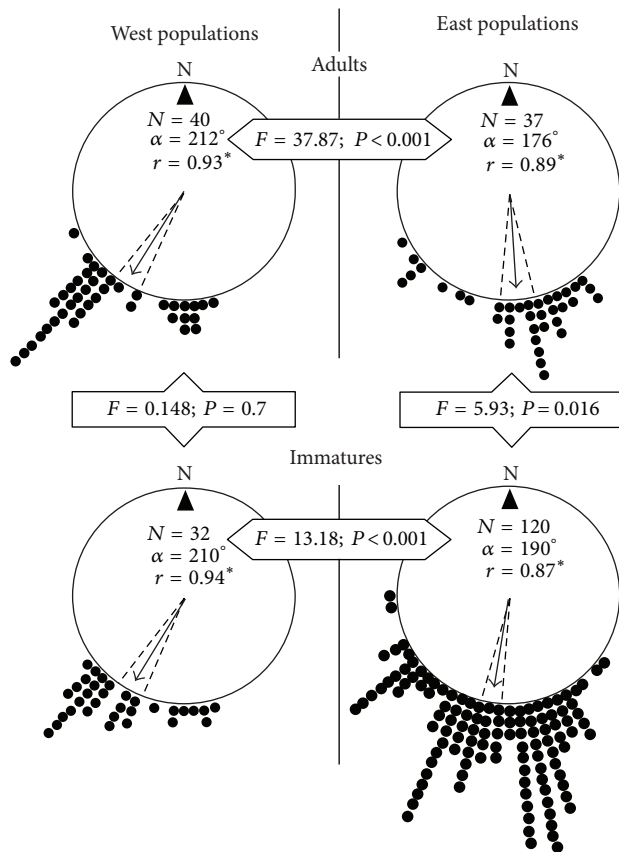 West populations
East populations
Adults
N
N
N = 40
α = 212°
r = 0.93*
F = 37.87; P < 0.001
N = 37
α = 176°
r = 0.89*
F = 0.148; P = 0.7
F = 5.93; P = 0.016
Immatures
N
N
N = 32
α = 210°
r = 0.94*
F = 13.18; P < 0.001
N = 120
α = 190°
r = 0.87*